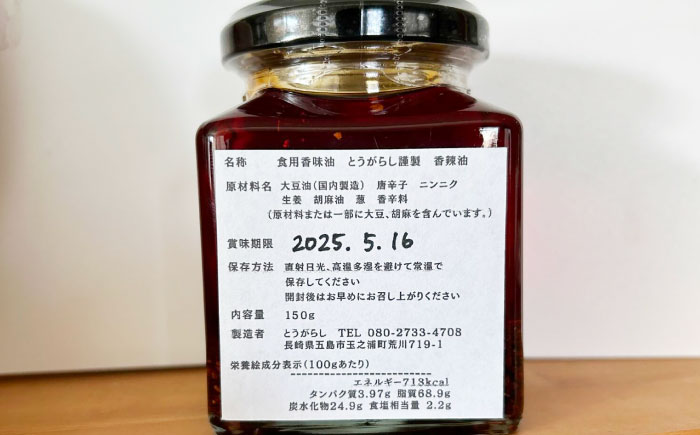 名称 食用香味油 とうがらし謹製 香辣油
原材料名 大豆油(国内製造) 唐辛子 ニンニク
生姜 胡麻油 葱 香辛料
(原材料または一部に大豆、胡麻を含んでいます。)
賞味期限 2025. 5. 16
保存方法 直射日光、高温多湿を避けて常温で
保存してください
開封後はお早めにお召し上がりください
内容量 150g
製造者 とうがらし TEL 080-2733-4708
長崎県五島市玉之浦町荒川719-1
栄養絵成分表示(100gあたり)
エネルギー713kcal
タンパク質3.97g 脂質68.9g
炭水化物24.9g 食塩相当量 2.2g